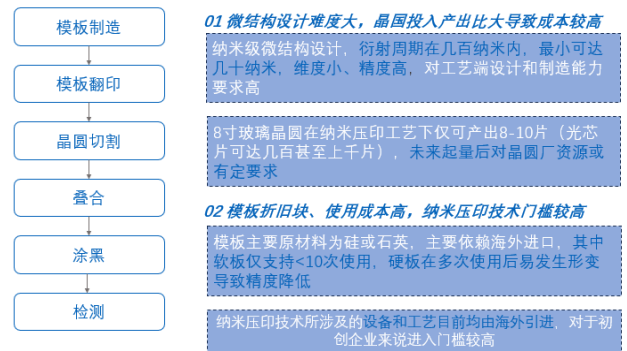 模板制造
模板翻印
晶圆切割
叠合
涂黑
检测
01 微结构设计难度大，晶国投入产出比大导致成本较高
纳米级微结构设计，衍射周期在几百纳米内，最小可达
几十纳米，维度小、精度高，对工艺端设计和制造能力
要求高
8寸玻璃晶圆在纳米压印工艺下仅可产出8-10片（光芯
片可达几百甚至上千片），未来起量后对晶圆厂资源或
有定要求
02 模板折旧块、使用成本高，纳米压印技术门槛较高
模板主要原材料为硅或石英，主要依赖海外进口，其中
软板仅支持<10次使用，硬板在多次使用后易发生形变
导致精度降低
纳米压印技术所涉及的设备和工艺目前均由海外引进，对于初
创企业来说进入门槛较高